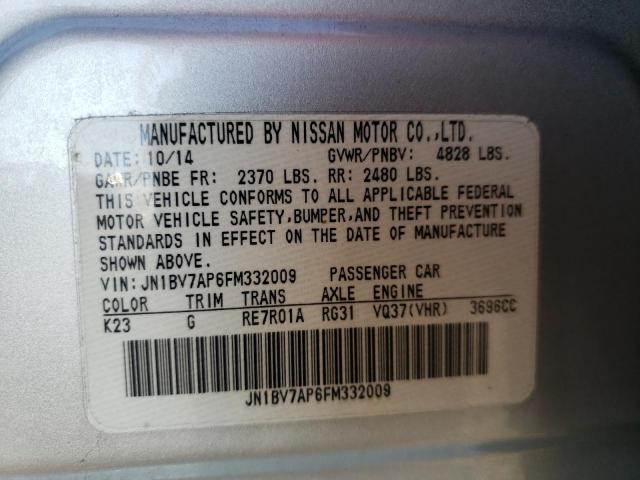 MANUFACTURED BY NISSAN MOTOR CO.,LTD.
DATE: 10/14 GVWR/PNBV: 4828 LBS.
GAWR/PNBE FR: 2370 LBS. RR: 2480 LBS.
THIS VEHICLE CONFORMS TO ALL APPLICABLE FEDERAL
MOTOR VEHICLE SAFETY,BUMPER,AND THEFT PREVENTION
STANDARDS IN EFFECT ON THE DATE OF MANUFACTURE
SHOWN ABOVE.
VIN:JN1BV7AP6FM332009 PASSENGER CAR
COLOR TRIM TRANS AXLE ENGINE
K23 G RE7R01A RG31 VQ37(VHR) 3696CC
JN1BV7AP6FM332009